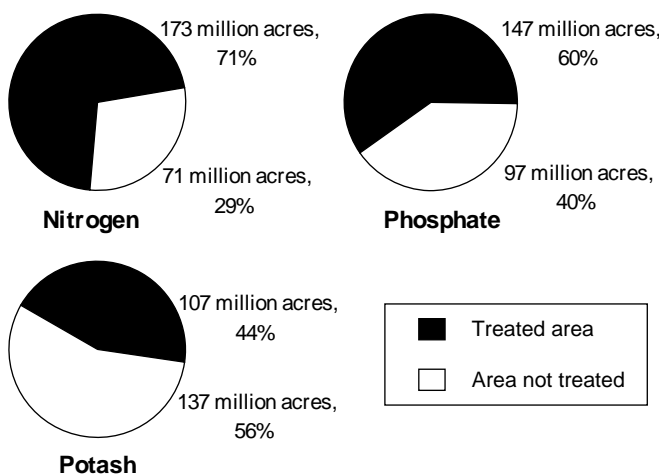 173 million acres,
71%
71 million acres,
29%
Nitrogen
147 million acres,
60%
97 million acres,
40%
Phosphate
107 million acres,
44%
137 million acres,
56%
Potash
Treated area
Area not treated